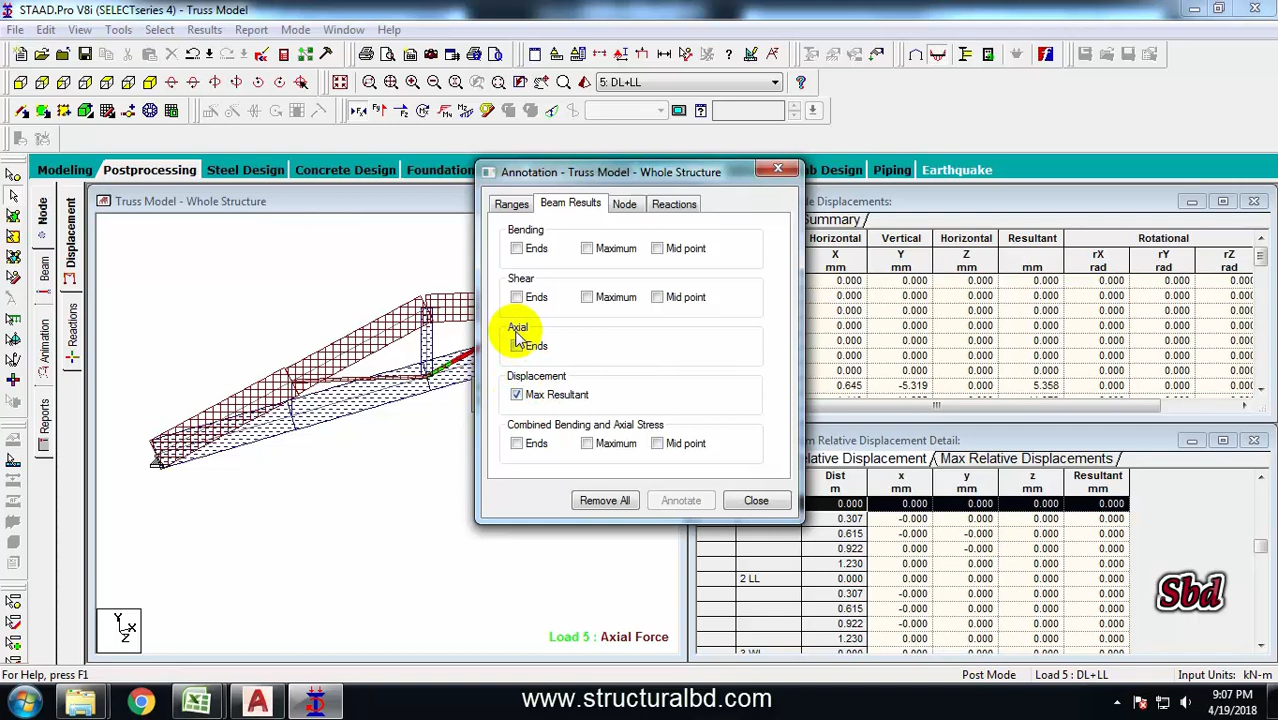 STAAD.Pro V8i (SELECTseries 4) - Truss Model
File Edit View Tools Select Results Report Mode Window Help
5: DL+LL
Modeling Postprocessing Steel Design Concrete Design Foundation
b Design Piping Earthquake
Truss Model - Whole Structure
Node
Displacement
Beam
Reactions
Animation
Reports
Load 5 : Axial Force
Y
X
Z
Annotation - Truss Model - Whole Structure
Ranges Beam Results Node Reactions
Bending
Ends Maximum Mid point
Shear
Ends Maximum Mid point
Axial
Ends
Displacement
Max Resultant
Combined Bending and Axial Stress
Ends Maximum Mid point
Remove All Annotate Close
le Displacements:
Summary
Horizontal Vertical Horizontal Resultant Rotational
X Y Z rX rY rZ
mm mm mm mm rad rad rad
0.000 0.000 0.000 0.000 0.000 0.000 0.000
0.000 0.000 0.000 0.000 0.000 0.000 0.000
0.000 0.000 0.000 0.000 0.000 0.000 0.000
0.000 0.000 0.000 0.000 0.000 0.000 0.000
0.000 0.000 0.000 0.000 0.000 0.000 0.000
0.000 0.000 0.000 0.000 0.000 0.000 0.000
0.000 0.000 0.000 0.000 0.000 0.000 0.000
0.645 -5.319 0.000 5.358 0.000 0.000 0.000
m Relative Displacement Detail:
elative Displacement Max Relative Displacements
Dist x y z Resultant
m mm mm mm mm
0.000 0.000 0.000 0.000 0.000
0.307 -0.000 -0.000 0.000 0.000
0.615 -0.000 -0.000 0.000 0.000
0.922 -0.000 -0.000 0.000 0.000
1.230 -0.000 0.000 0.000 0.000
2 LL 0.000 0.000 0.000 0.000 0.000
0.307 -0.000 0.000 0.000 0.000
0.615 -0.000 0.000 0.000 0.000
0.922 -0.000 0.000 0.000 0.000
1.230 -0.000 0.000 0.000 0.000
Sbd
For Help, press F1
Post Mode Load 5 : DL+LL Input Units: kN-m
www.structuralbd.com
9:07 PM
4/19/2018